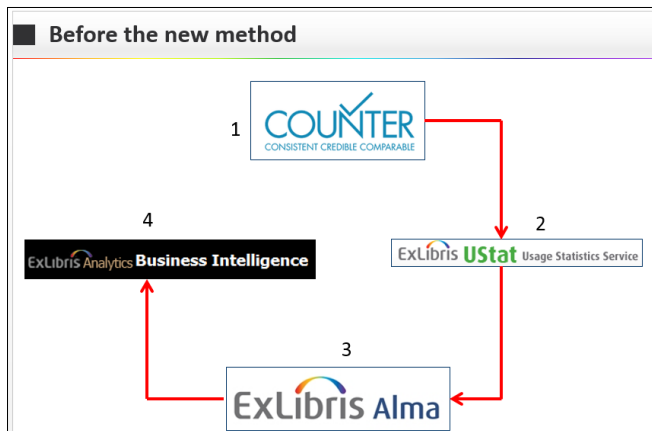 Before the new method
1
COUNTER
CONSISTENT CREDIBLE COMPARABLE
4
2
ExLibris Analytics Business Intelligence
ExLibris UStat Usage Statistics Service
3
ExLibris Alma